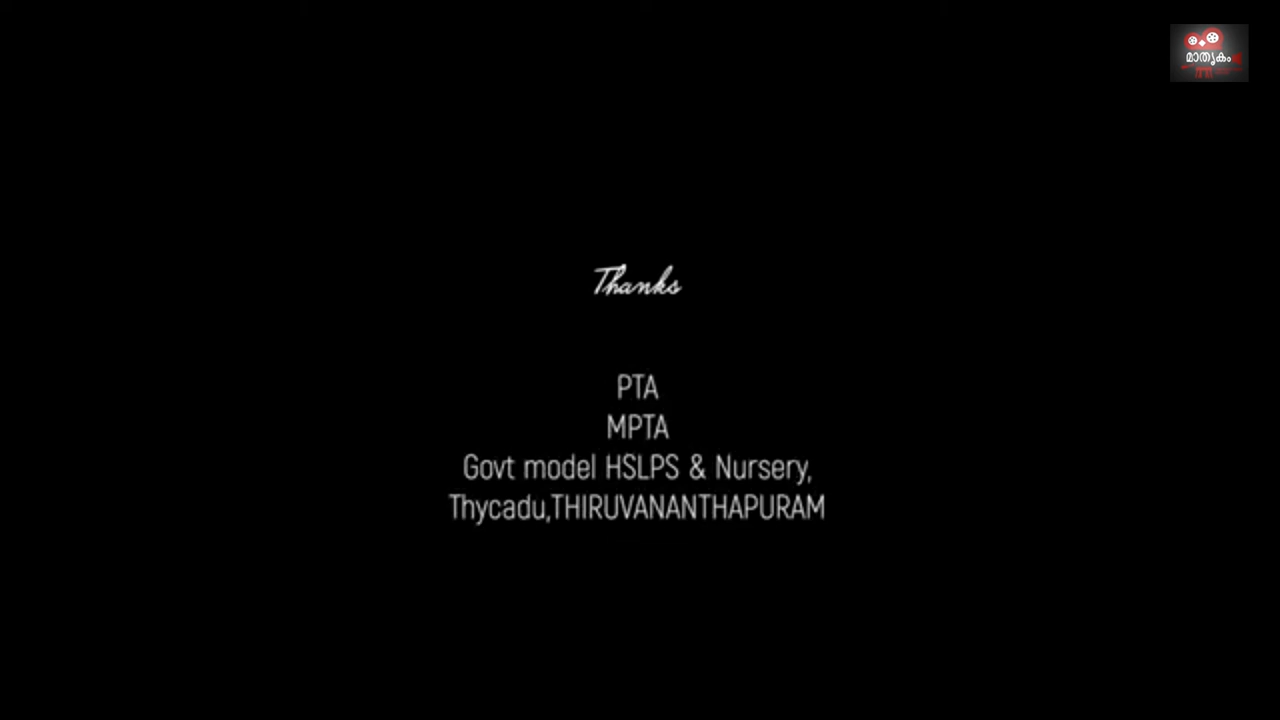 മാതൃകം
Thanks
PTA
MPTA
Govt model HSLPS & Nursery,
Thycadu,THIRUVANANTHAPURAM